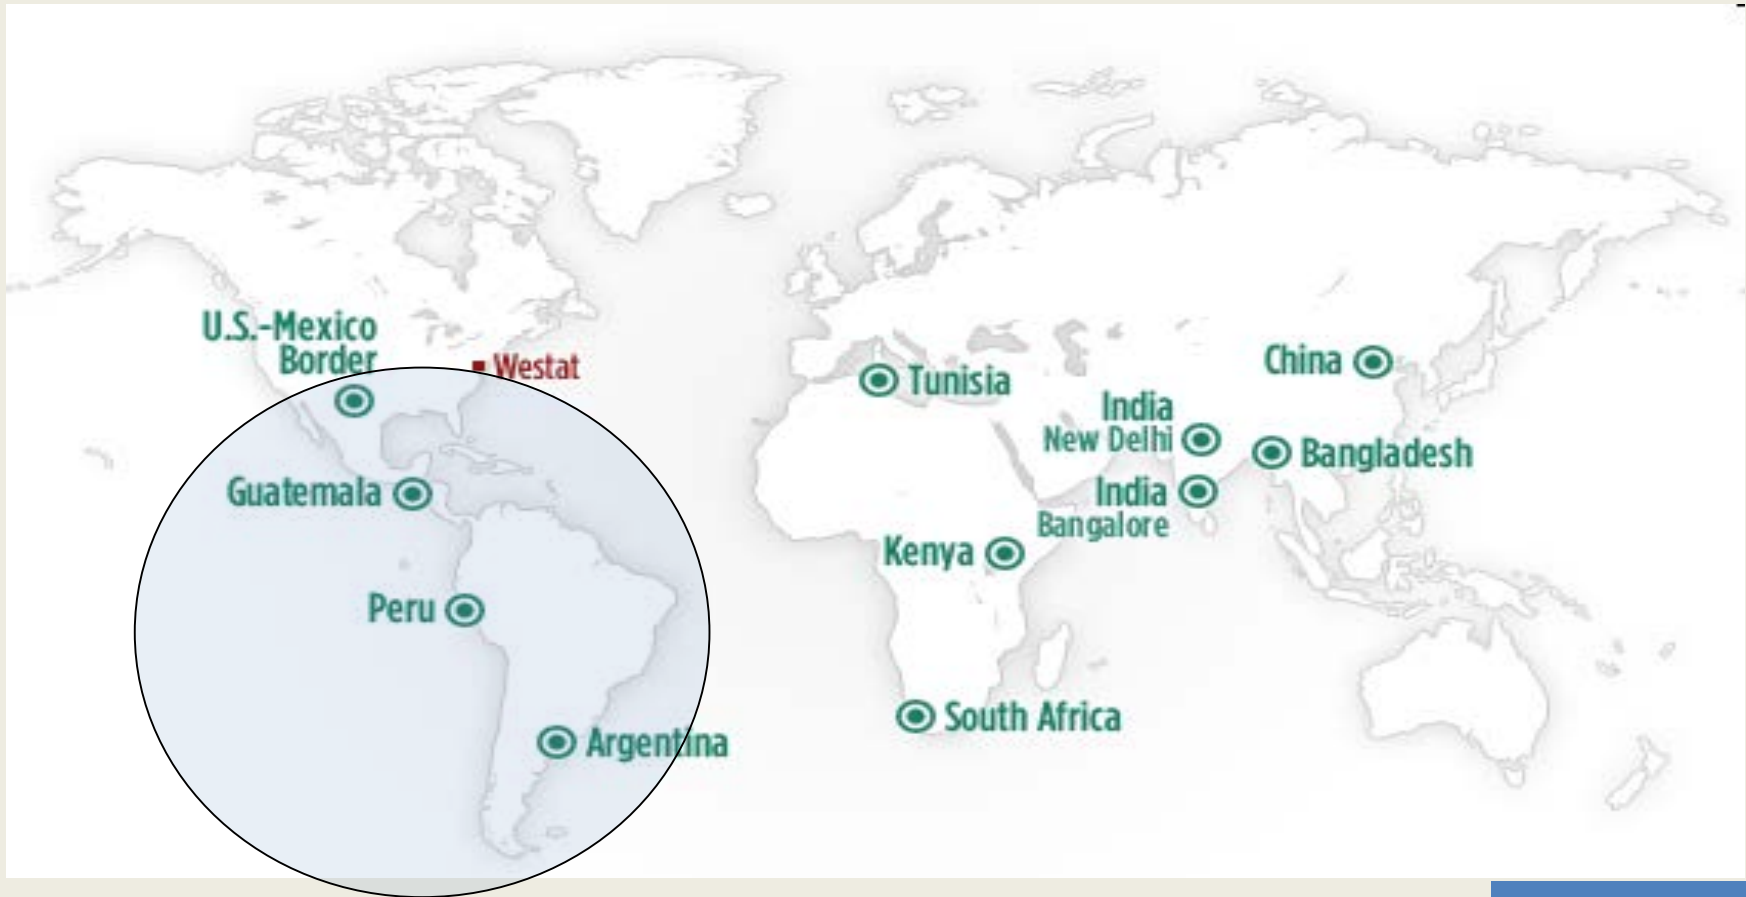 U.S.-Mexico
Border
Westat
Guatemala
Peru
Argentina
Tunisia
Kenya
South Africa
India
New Delhi
India
Bangalore
China
Bangladesh